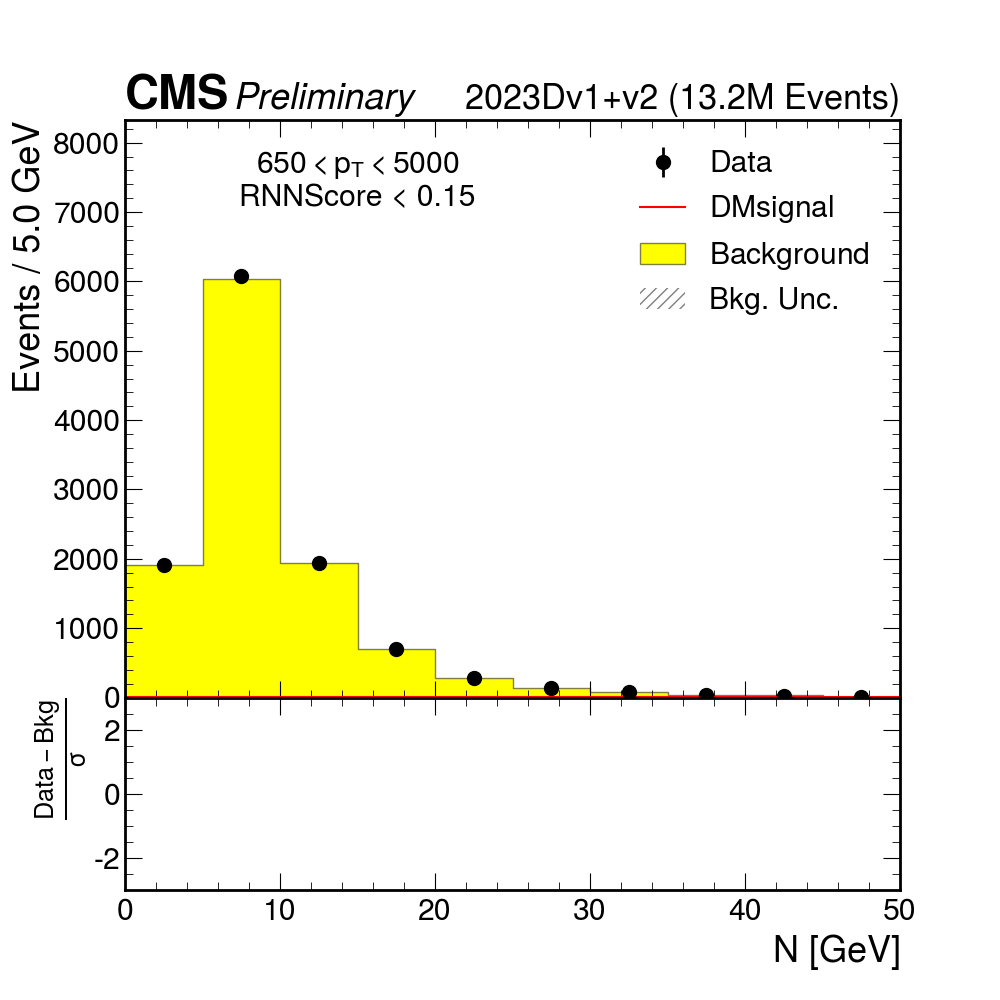 CMS Preliminary 2023Dv1+v2 (13.2M Events)
Events / 5.0 GeV
8000
7000
6000
5000
4000
3000
2000
1000
0
650 < pT < 5000
RNNScore < 0.15
Data
DMsignal
Background
Bkg. Unc.
Data − Bkg
σ
2
0
-2
0 10 20 30 40 50
N [GeV]